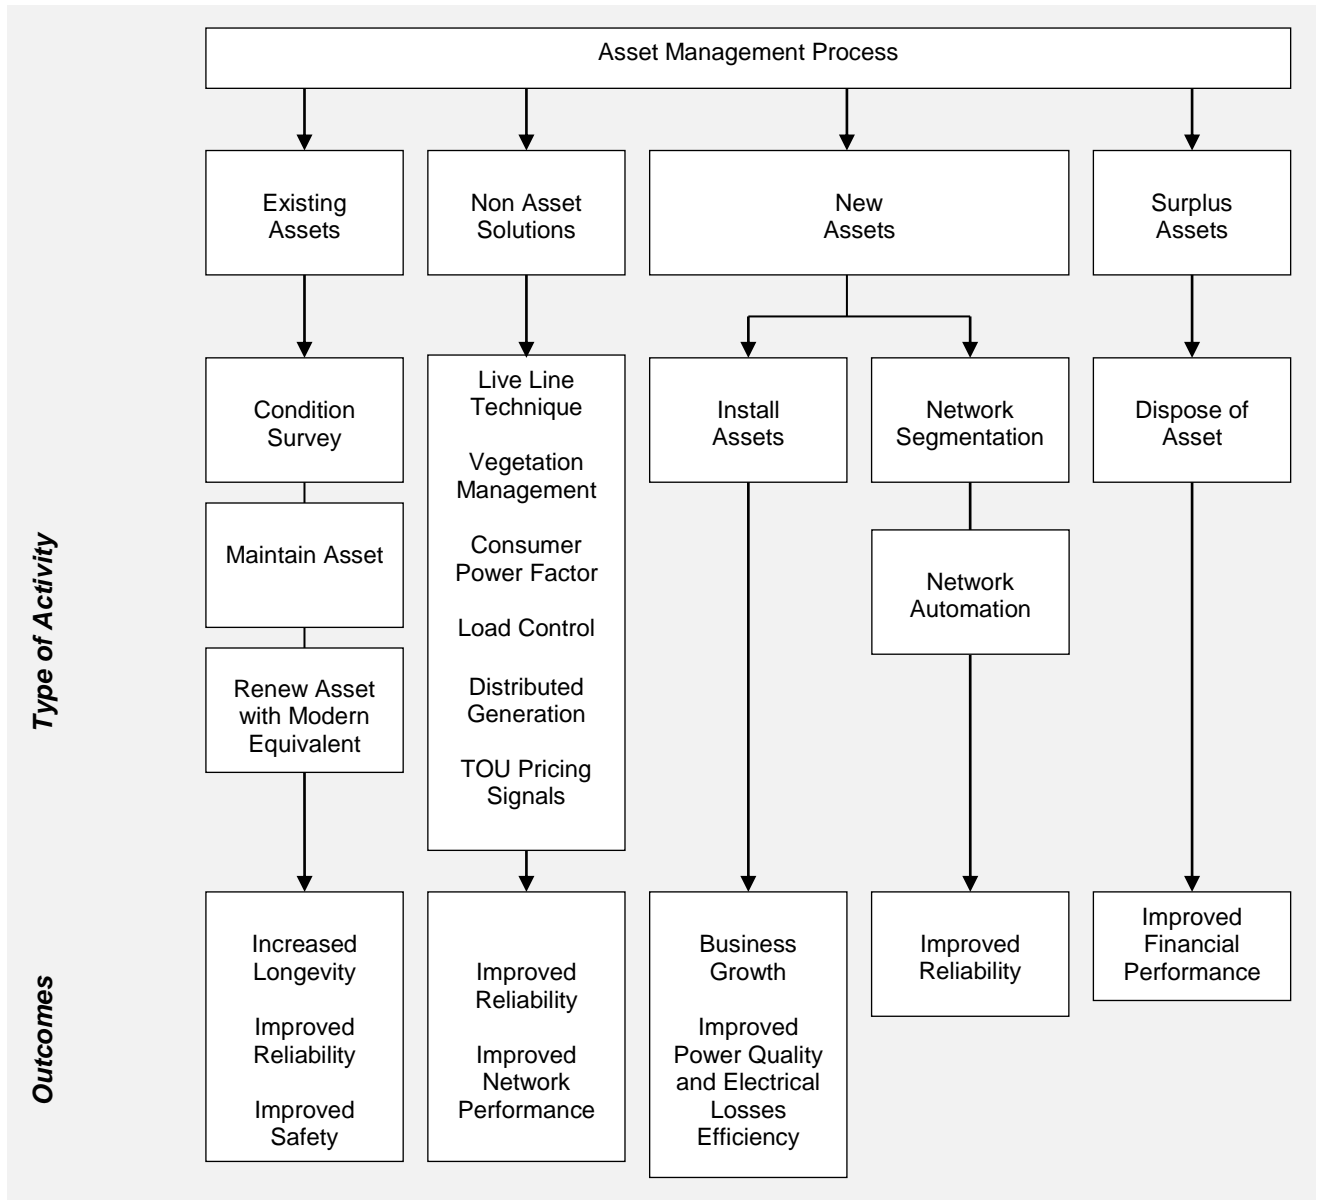 Asset Management Process
Existing
Assets
Non Asset
Solutions
New
Assets
Surplus
Assets
Type of Activity
Condition
Survey
Maintain Asset
Renew Asset
with Modern
Equivalent
Live Line
Technique
Vegetation
Management
Consumer
Power Factor
Load Control
Distributed
Generation
TOU Pricing
Signals
Install
Assets
Network
Segmentation
Network
Automation
Dispose of
Asset
Outcomes
Increased
Longevity
Improved
Reliability
Improved
Safety
Improved
Reliability
Improved
Network
Performance
Business
Growth
Improved
Power Quality
and Electrical
Losses
Efficiency
Improved
Reliability
Improved
Financial
Performance